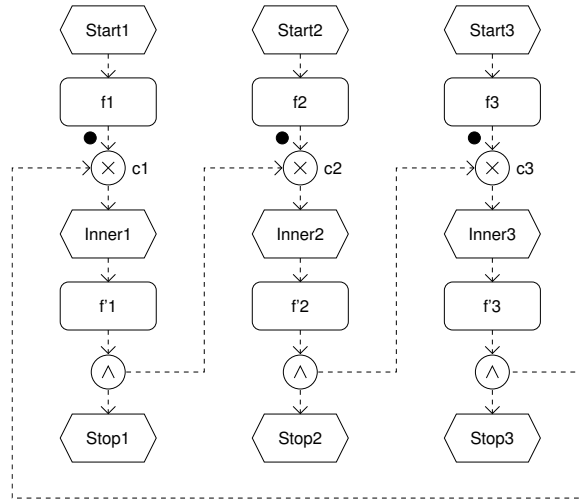 Start1 Start2 Start3
f1 f2 f3
× c1 × c2 × c3
Inner1 Inner2 Inner3
f'1 f'2 f'3
∧ ∧ ∧
Stop1 Stop2 Stop3